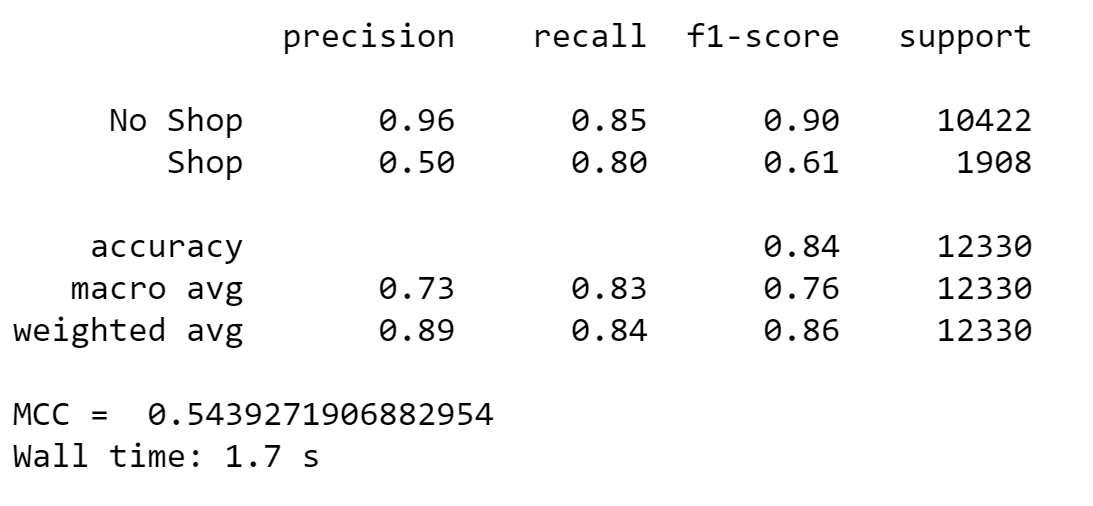 precision recall f1-score support
No Shop 0.96 0.85 0.90 10422
Shop 0.50 0.80 0.61 1908
accuracy 0.84 12330
macro avg 0.73 0.83 0.76 12330
weighted avg 0.89 0.84 0.86 12330
MCC = 0.5439271906882954
Wall time: 1.7 s